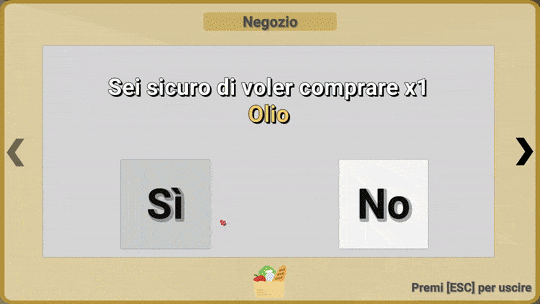 Negozio
Sei sicuro di voler comprare x1
Olio
Sì
No
Premi [ESC] per uscire